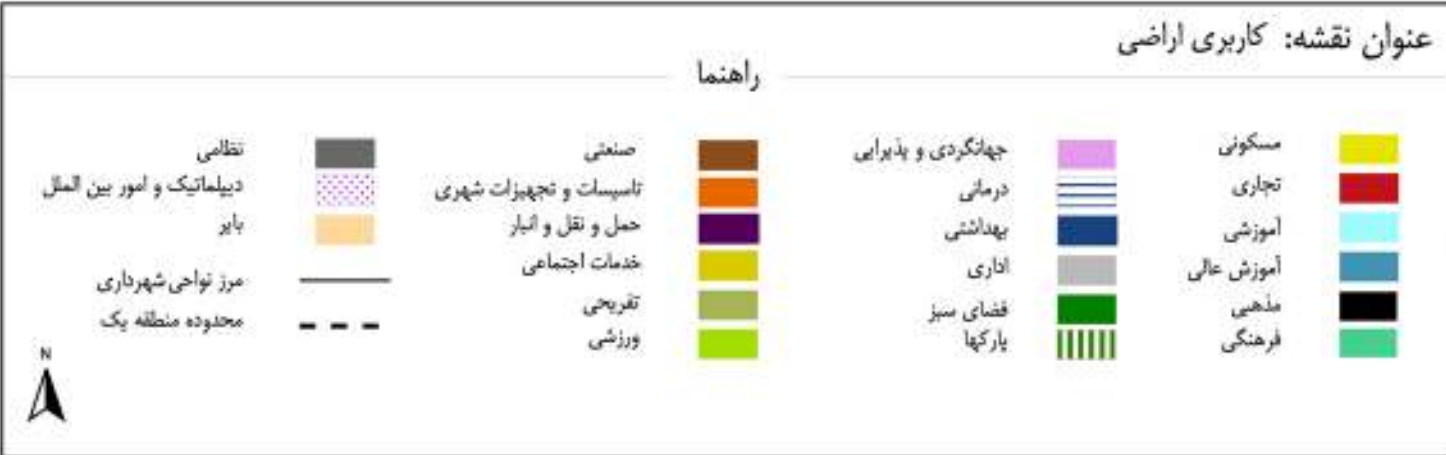 عنوان نقشه: کاربری اراضی
راهنما
مسکونی
تجاری
آموزشی
آموزش عالی
مذهبی
فرهنگی
جهانگردی و پذیرایی
درمانی
بهداشتی
اداری
فضای سبز
پارکها
صنعتی
تاسیسات و تجهیزات شهری
حمل و نقل و انبار
خدمات اجتماعی
تفریحی
ورزشی
نظامی
دیپلماتیک و امور بین الملل
بایر
مرز نواحی شهرداری
محدوده منطقه یک
N